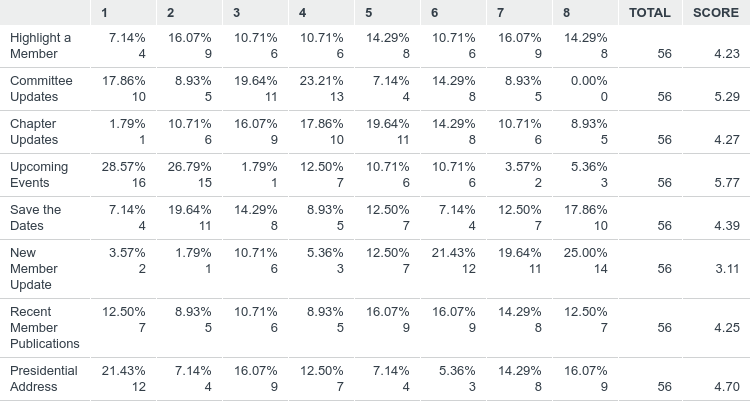 1 2 3 4 5 6 7 8 TOTAL SCORE
Highlight a 7.14% 16.07% 10.71% 10.71% 14.29% 10.71% 16.07% 14.29%
Member 4 9 6 6 8 6 9 8 56 4.23
Committee 17.86% 8.93% 19.64% 23.21% 7.14% 14.29% 8.93% 0.00%
Updates 10 5 11 13 4 8 5 0 56 5.29
Chapter 1.79% 10.71% 16.07% 17.86% 19.64% 14.29% 10.71% 8.93%
Updates 1 6 9 10 11 8 6 5 56 4.27
Upcoming 28.57% 26.79% 1.79% 12.50% 10.71% 10.71% 3.57% 5.36%
Events 16 15 1 7 6 6 2 3 56 5.77
Save the 7.14% 19.64% 14.29% 8.93% 12.50% 7.14% 12.50% 17.86%
Dates 4 11 8 5 7 4 7 10 56 4.39
New 3.57% 1.79% 10.71% 5.36% 12.50% 21.43% 19.64% 25.00%
Member 2 1 6 3 7 12 11 14 56 3.11
Update
Recent 12.50% 8.93% 10.71% 8.93% 16.07% 16.07% 14.29% 12.50%
Member 7 5 6 5 9 9 8 7 56 4.25
Publications
Presidential 21.43% 7.14% 16.07% 12.50% 7.14% 5.36% 14.29% 16.07%
Address 12 4 9 7 4 3 8 9 56 4.70